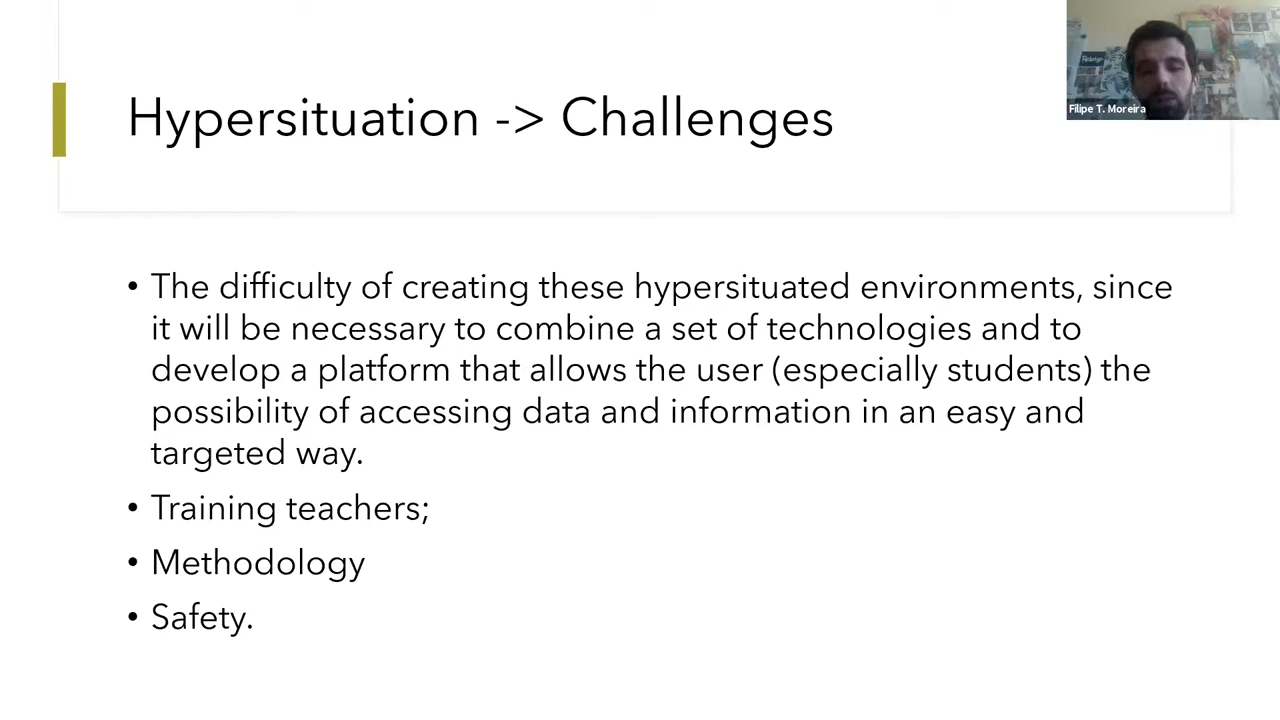 Hypersituation -> Challenges
Filipe T. Moreira
• The difficulty of creating these hypersituated environments, since
it will be necessary to combine a set of technologies and to
develop a platform that allows the user (especially students) the
possibility of accessing data and information in an easy and
targeted way.
• Training teachers;
• Methodology
• Safety.